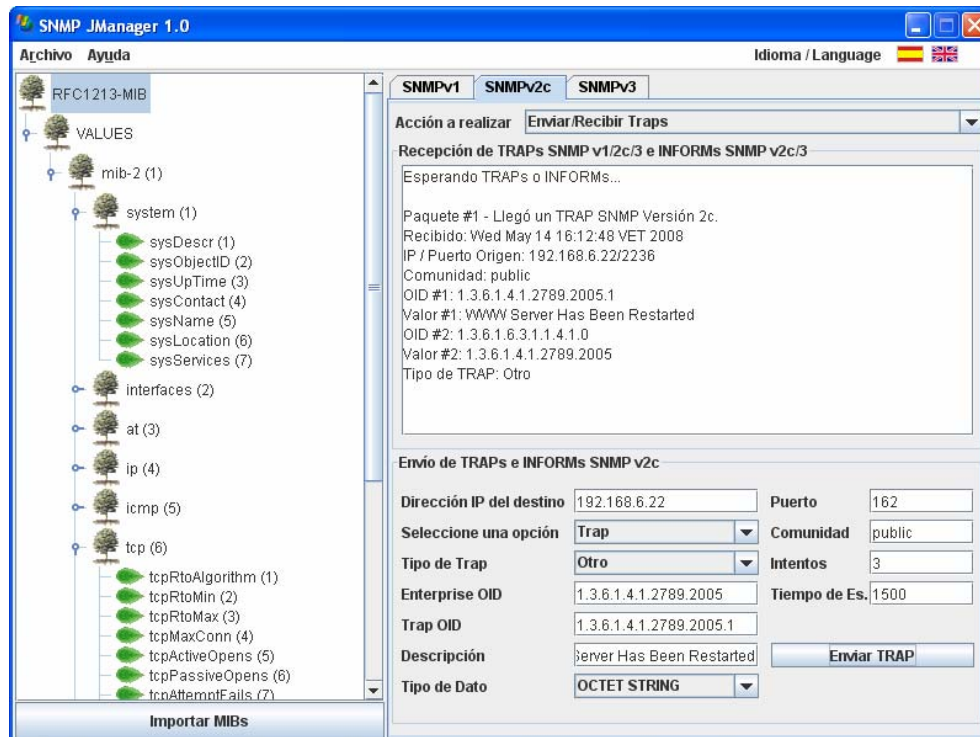 SNMP JManager 1.0
Archivo Ayuda
Idioma / Language
RFC1213-MIB
VALUES
mib-2 (1)
system (1)
sysDescr (1)
sysObjectID (2)
sysUpTime (3)
sysContact (4)
sysName (5)
sysLocation (6)
sysServices (7)
interfaces (2)
at (3)
ip (4)
icmp (5)
tcp (6)
tcpRtoAlgorithm (1)
tcpRtoMin (2)
tcpRtoMax (3)
tcpMaxConn (4)
tcpActiveOpens (5)
tcpPassiveOpens (6)
tcpAttemptFails (7)
Importar MIBs
SNMPv1 SNMPv2c SNMPv3
Acción a realizar Enviar/Recibir Traps
Recepción de TRAPs SNMP v1/2c/3 e INFORMs SNMP v2c/3
Esperando TRAPs o INFORMs...
Paquete #1 - Llegó un TRAP SNMP Versión 2c.
Recibido: Wed May 14 16:12:48 VET 2008
IP / Puerto Origen: 192.168.6.22/2236
Comunidad: public
OID #1: 1.3.6.1.4.1.2789.2005.1
Valor #1: WWW Server Has Been Restarted
OID #2: 1.3.6.1.6.3.1.1.4.1.0
Valor #2: 1.3.6.1.4.1.2789.2005
Tipo de TRAP: Otro
Envío de TRAPs e INFORMs SNMP v2c
Dirección IP del destino 192.168.6.22 Puerto 162
Seleccione una opción Trap Comunidad public
Tipo de Trap Otro Intentos 3
Enterprise OID 1.3.6.1.4.1.2789.2005 Tiempo de Es. 1500
Trap OID 1.3.6.1.4.1.2789.2005.1
Descripción Server Has Been Restarted Enviar TRAP
Tipo de Dato OCTET STRING